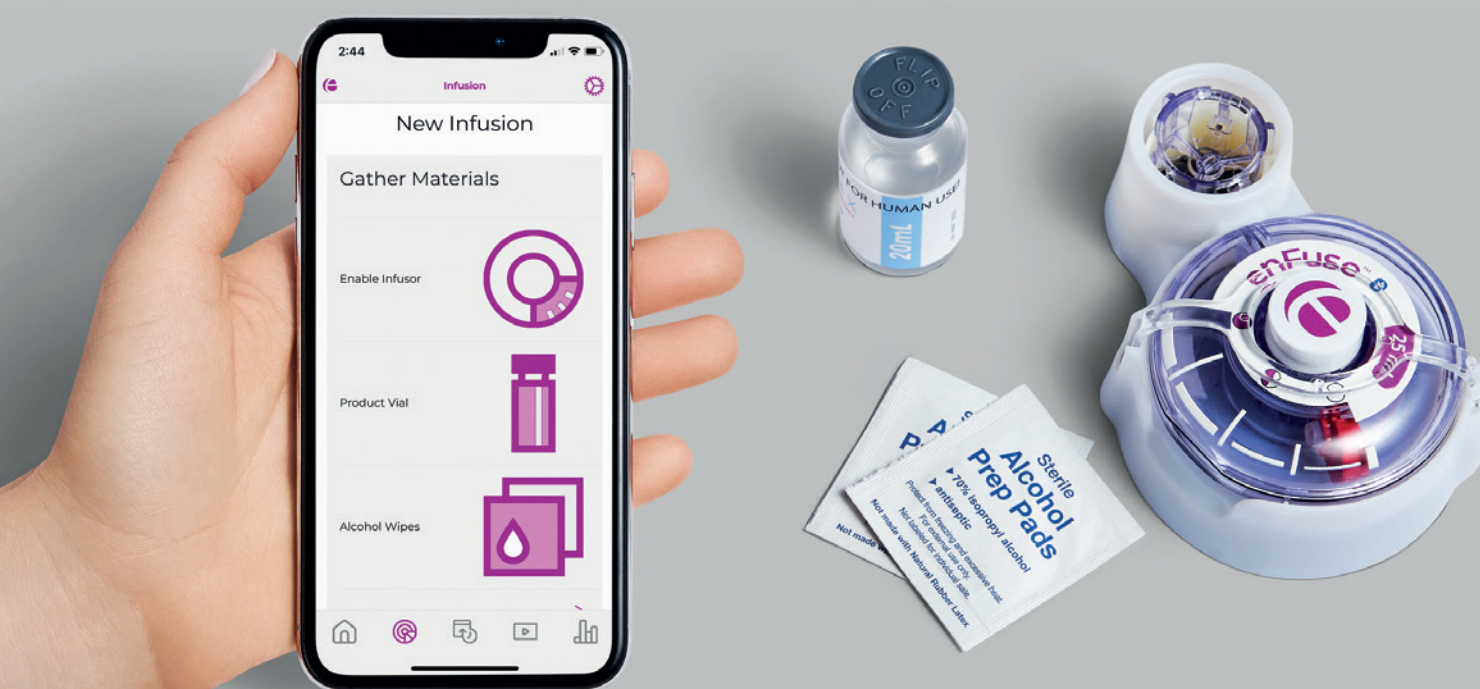 2:44
Infusion
New Infusion
Gather Materials
Enable Infusor
Product Vial
Alcohol Wipes
FLIP
OFF
FOR HUMAN USE!
20mL
Sterile
Alcohol
Prep Pads
▶70% isopropyl alcohol
▶antiseptic
Protect from freezing and excessive heat.
For external use only.
Not labeled for individual sale.
Not made with Natural Rubber Latex
Not made
enFuse™
25